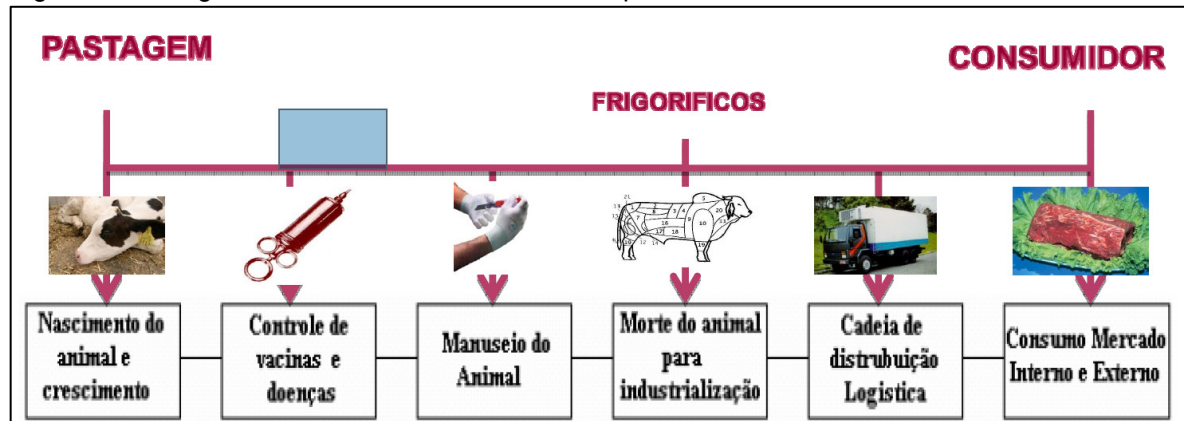 PASTAGEM
CONSUMIDOR
FRIGORIFICOS
Nascimento do
animal e
crescimento
Controle de
vacinas e
doenças
Manuseio do
Animal
Morte do animal
para
industrialização
Cadeia de
distrubuição
Logistica
Consumo Mercado
Interno e Externo